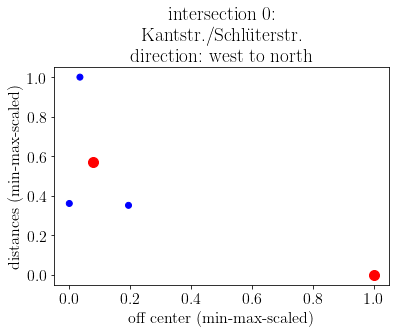 intersection 0:
Kantstr./Schlüterstr.
direction: west to north
distances (min-max-scaled)
1.0
0.8
0.6
0.4
0.2
0.0
0.0 0.2 0.4 0.6 0.8 1.0
off center (min-max-scaled)